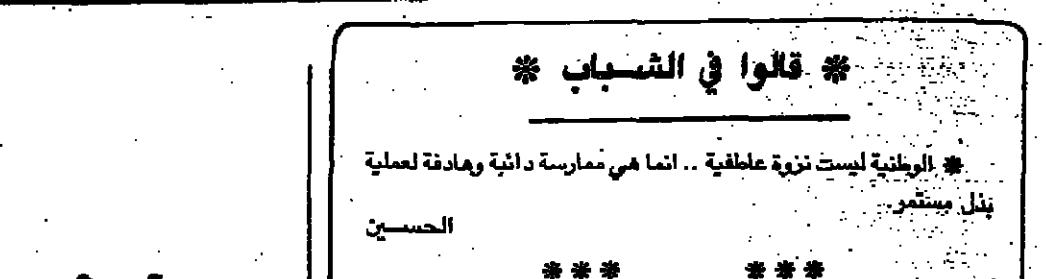 * قالوا في الشباب *
* الوطنية ليست نزوة عاطفية .. انما هي ممارسة دائبة وهادفة لعملية
بذل مستمر.
الحسين
*** ***